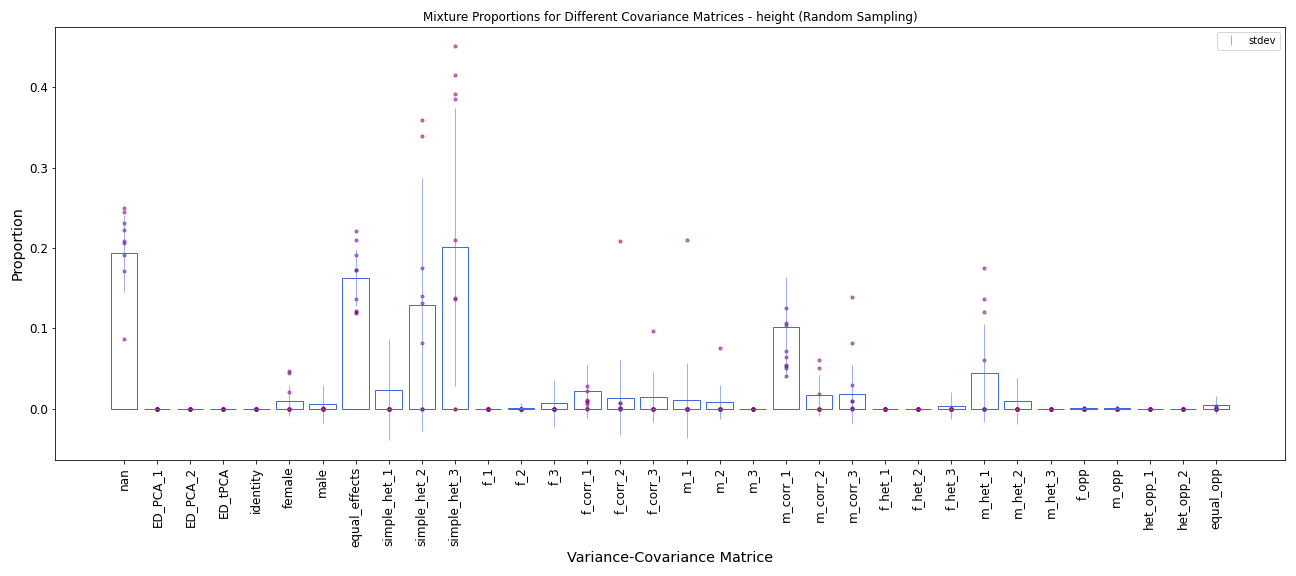 Mixture Proportions for Different Covariance Matrices - height (Random Sampling)
stdev
Proportion
0.4
0.3
0.2
0.1
0.0
nan
ED_PCA_1
ED_PCA_2
ED_tPCA
identity
female
male
equal_effects
simple_het_1
simple_het_2
simple_het_3
f_1
f_2
f_3
f_corr_1
f_corr_2
f_corr_3
m_1
m_2
m_3
m_corr_1
m_corr_2
m_corr_3
f_het_1
f_het_2
f_het_3
m_het_1
m_het_2
m_het_3
f_opp
m_opp
het_opp_1
het_opp_2
equal_opp
Variance-Covariance Matrice